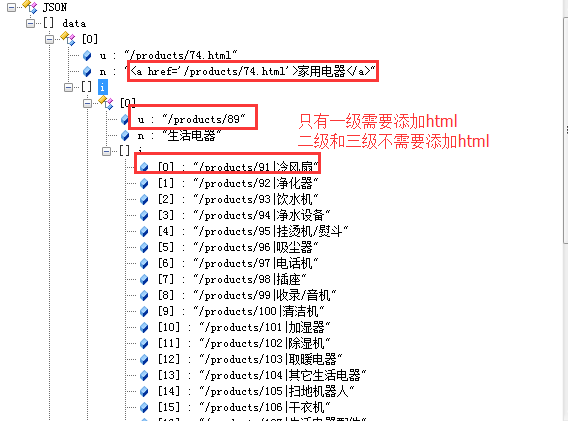 JSON
[] data
[0]
u : "/products/74.html"
n : "<a href='/products/74.html'>家用电器</a>"
[] i
[0]
u : "/products/89"
n : "生活电器"
[] i
只有一级需要添加html
二级和三级不需要添加html
[0] : "/products/91|冷风扇"
[1] : "/products/92|净化器"
[2] : "/products/93|饮水机"
[3] : "/products/94|净水设备"
[4] : "/products/95|挂烫机/熨斗"
[5] : "/products/96|吸尘器"
[6] : "/products/97|电话机"
[7] : "/products/98|插座"
[8] : "/products/99|收录/音机"
[9] : "/products/100|清洁机"
[10] : "/products/101|加湿器"
[11] : "/products/102|除湿机"
[12] : "/products/103|取暖电器"
[13] : "/products/104|其它生活电器"
[14] : "/products/105|扫地机器人"
[15] : "/products/106|干衣机"